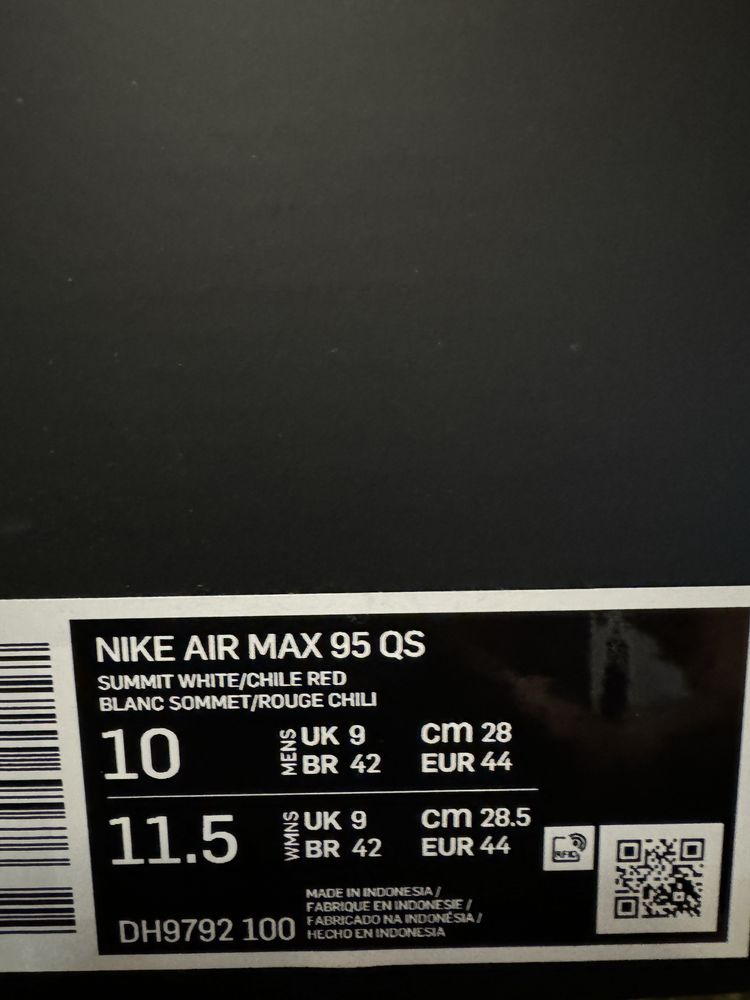 NIKE AIR MAX 95 QS
SUMMIT WHITE/CHILE RED
BLANC SOMMET/ROUGE CHILI
10 MENS UK 9 cm 28
BR 42 EUR 44
11.5 WMNS UK 9 cm 28.5
BR 42 EUR 44
RFID
DH9792 100
MADE IN INDONESIA /
FABRIQUE EN INDONESIE /
FABRICADO NA INDONÉSIA /
HECHO EN INDONESIA